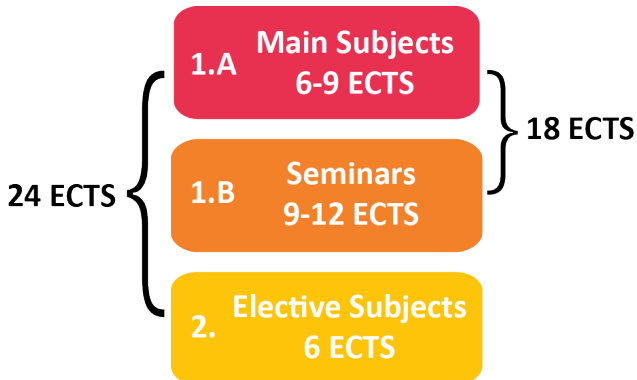 1.A Main Subjects
6-9 ECTS
18 ECTS
24 ECTS
1.B Seminars
9-12 ECTS
2. Elective Subjects
6 ECTS